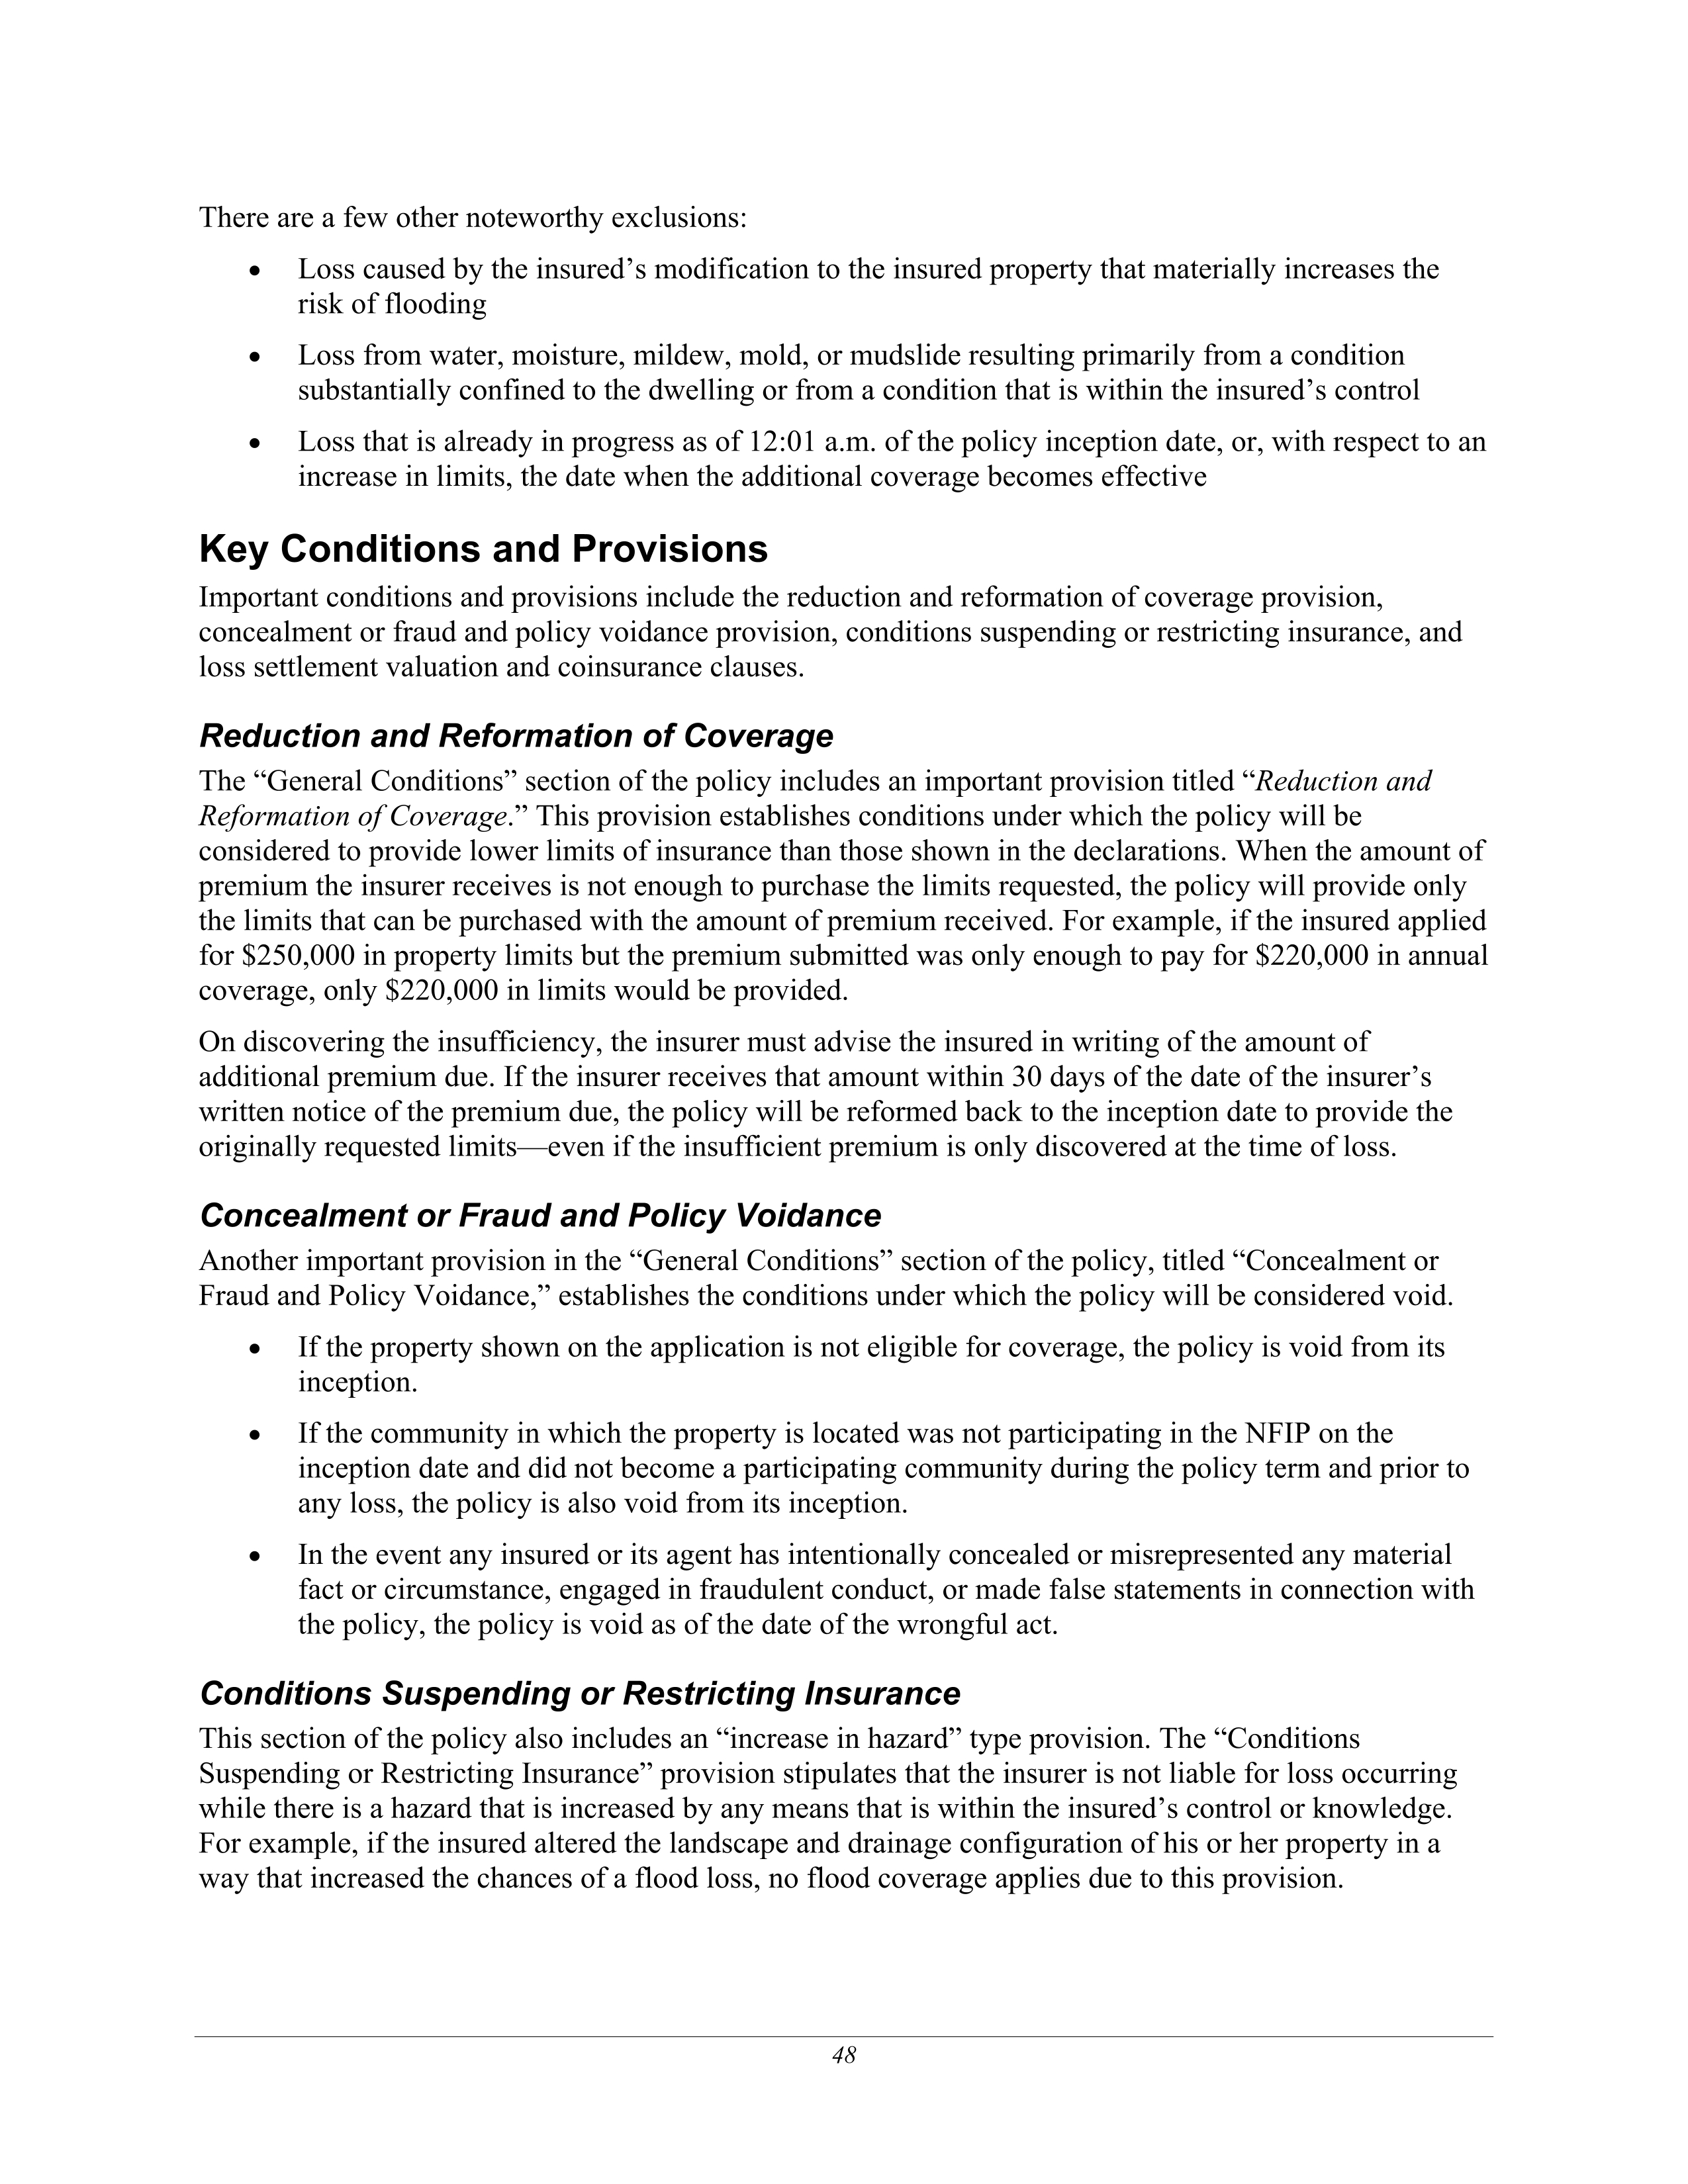 There are a few other noteworthy exclusions:
• Loss caused by the insured’s modification to the insured property that materially increases the
risk of flooding
• Loss from water, moisture, mildew, mold, or mudslide resulting primarily from a condition
substantially confined to the dwelling or from a condition that is within the insured’s control
• Loss that is already in progress as of 12:01 a.m. of the policy inception date, or, with respect to an
increase in limits, the date when the additional coverage becomes effective
Key Conditions and Provisions
Important conditions and provisions include the reduction and reformation of coverage provision,
concealment or fraud and policy voidance provision, conditions suspending or restricting insurance, and
loss settlement valuation and coinsurance clauses.
Reduction and Reformation of Coverage
The “General Conditions” section of the policy includes an important provision titled “Reduction and
Reformation of Coverage.” This provision establishes conditions under which the policy will be
considered to provide lower limits of insurance than those shown in the declarations. When the amount of
premium the insurer receives is not enough to purchase the limits requested, the policy will provide only
the limits that can be purchased with the amount of premium received. For example, if the insured applied
for $250,000 in property limits but the premium submitted was only enough to pay for $220,000 in annual
coverage, only $220,000 in limits would be provided.
On discovering the insufficiency, the insurer must advise the insured in writing of the amount of
additional premium due. If the insurer receives that amount within 30 days of the date of the insurer’s
written notice of the premium due, the policy will be reformed back to the inception date to provide the
originally requested limits—even if the insufficient premium is only discovered at the time of loss.
Concealment or Fraud and Policy Voidance
Another important provision in the “General Conditions” section of the policy, titled “Concealment or
Fraud and Policy Voidance,” establishes the conditions under which the policy will be considered void.
• If the property shown on the application is not eligible for coverage, the policy is void from its
inception.
• If the community in which the property is located was not participating in the NFIP on the
inception date and did not become a participating community during the policy term and prior to
any loss, the policy is also void from its inception.
• In the event any insured or its agent has intentionally concealed or misrepresented any material
fact or circumstance, engaged in fraudulent conduct, or made false statements in connection with
the policy, the policy is void as of the date of the wrongful act.
Conditions Suspending or Restricting Insurance
This section of the policy also includes an “increase in hazard” type provision. The “Conditions
Suspending or Restricting Insurance” provision stipulates that the insurer is not liable for loss occurring
while there is a hazard that is increased by any means that is within the insured’s control or knowledge.
For example, if the insured altered the landscape and drainage configuration of his or her property in a
way that increased the chances of a flood loss, no flood coverage applies due to this provision.
48